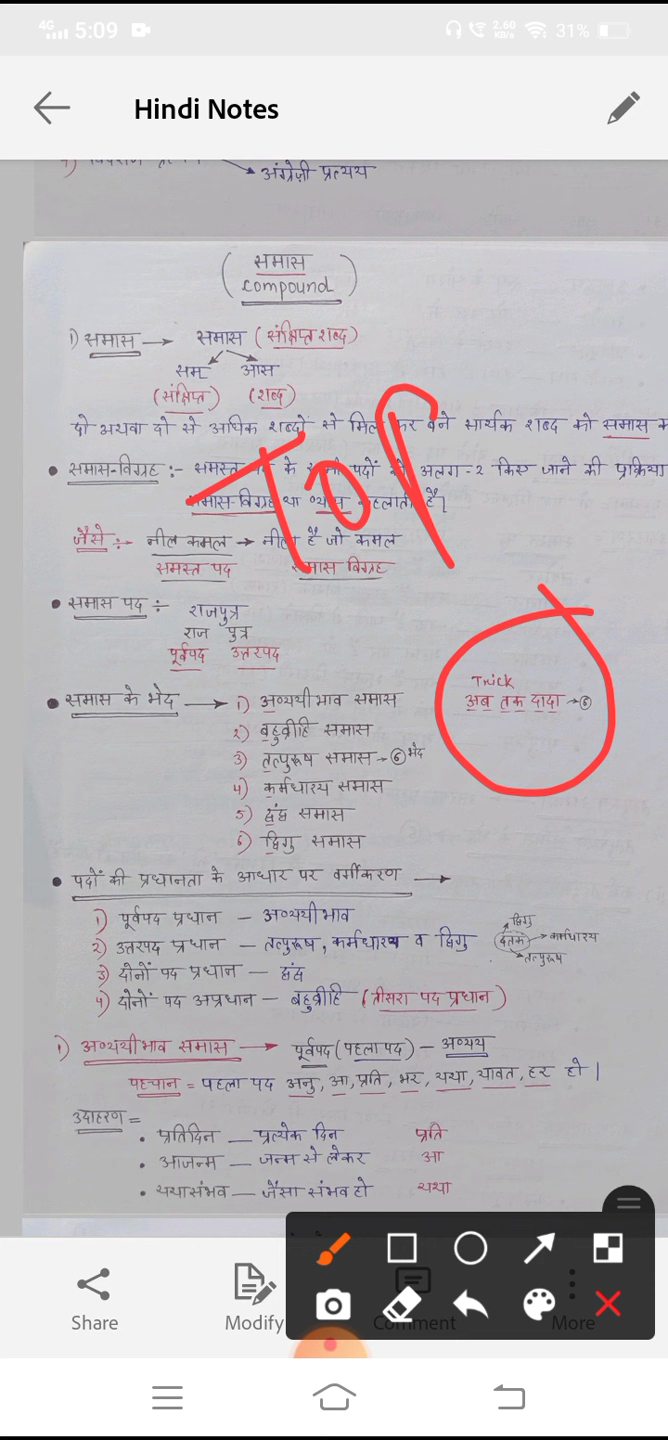 4G 5:09 2.60 KB/s 31%
Hindi Notes
अंग्रेज़ी प्रत्यय
(समास)
(Compound)
1) समास → समास (संक्षिप्त शब्द)
सम आस
(संक्षिप्त) (शब्द)
दो अथवा दो से अधिक शब्दों से मिलकर बने सार्थक शब्द को समास
• समास-विग्रह :- समस्त के पदों को अलग-2 किए जाने की प्रक्रिया
समास-विग्रह या व्यास कहलाती है|
जैसे :- नील कमल → नीला है जो कमल
समस्त पद समास विग्रह
• समास पद ÷ राजपुत्र
राज पुत्र
पूर्वपद उत्तरपद
Trick
• समास के भेद → 1) अव्ययीभाव समास अब तक दादा → 6
2) बहुव्रीहि समास
3) तत्पुरूष समास → 6 भेद
4) कर्मधारय समास
5) द्वंद्व समास
6) द्विगु समास
• पदों की प्रधानता के आधार पर वर्गीकरण →
1) पूर्वपद प्रधान – अव्ययीभाव
2) उत्तरपद प्रधान – तत्पुरूष, कर्मधारय व द्विगु
द्विगु
कर्मधारय
तत्पुरूष
3) दोनों पद प्रधान – द्वंद्व
4) दोनों पद अप्रधान – बहुव्रीहि (तीसरा पद प्रधान)
1) अव्ययीभाव समास → पूर्वपद (पहला पद) – अव्यय
पहचान = पहला पद अनु, आ, प्रति, भर, यथा, यावत, हर हो |
उदाहरण =
• प्रतिदिन – प्रत्येक दिन प्रति
• आजन्म – जन्म से लेकर आ
• यथासंभव – जैसा संभव हो यथा
Share Modify Comment More